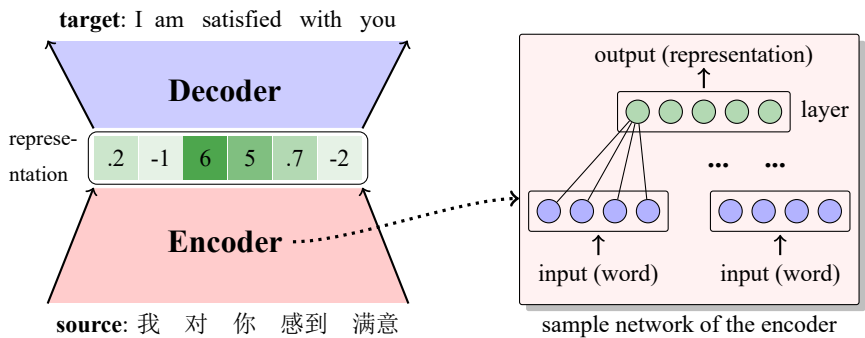 target: I am satisfied with you
Decoder
represe-
ntation
.2 -1 6 5 .7 -2
Encoder
source: 我 对 你 感到 满意
output (representation)
layer
... ...
input (word) input (word)
sample network of the encoder